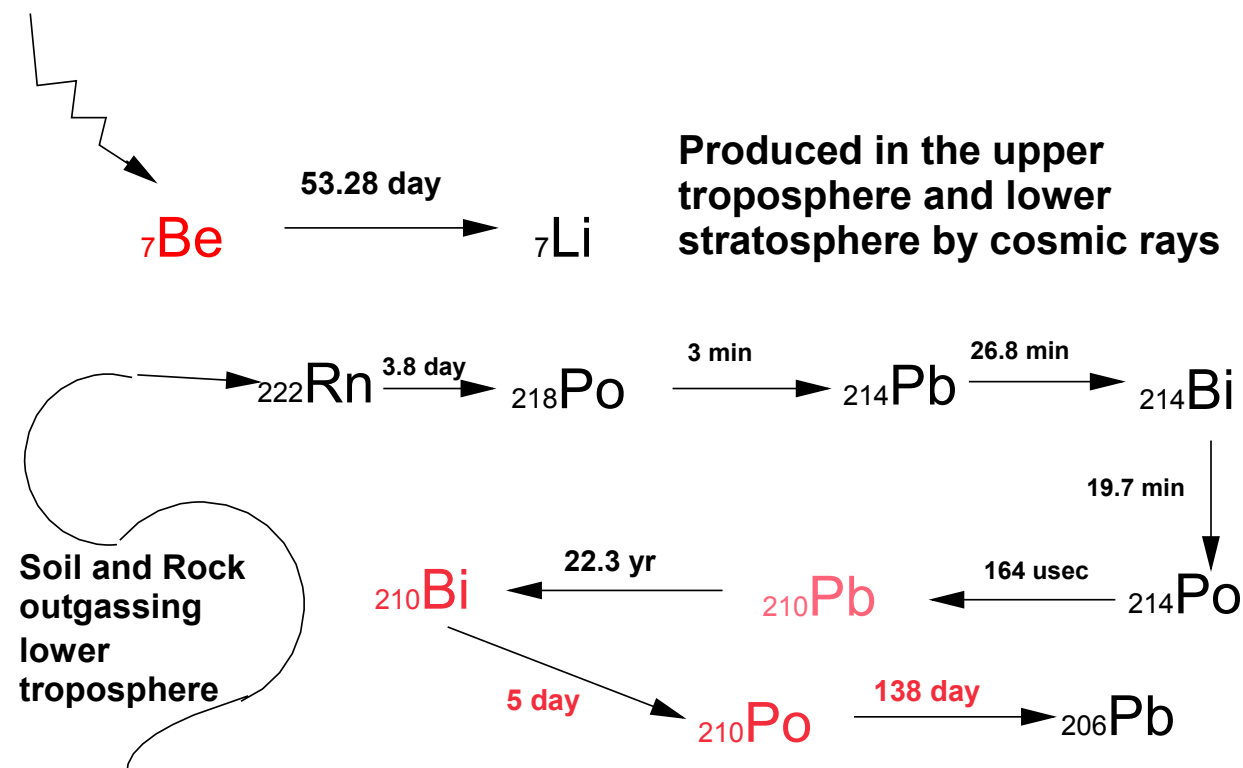 53.28 day
7Be
7Li
Produced in the upper
troposphere and lower
stratosphere by cosmic rays
222Rn
3.8 day
218Po
3 min
214Pb
26.8 min
214Bi
19.7 min
214Po
164 usec
210Pb
22.3 yr
210Bi
5 day
210Po
138 day
206Pb
Soil and Rock
outgassing
lower
troposphere